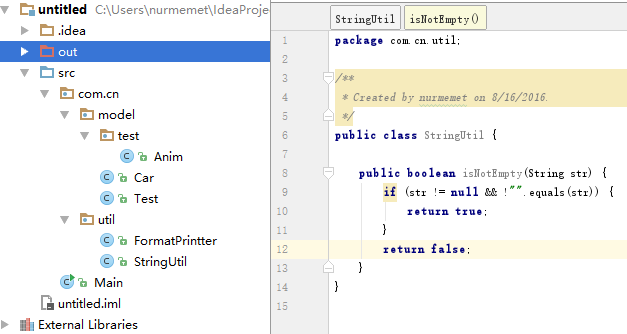 untitled C:\Users\nurmemet\IdeaProje
.idea
out
src
com.cn
model
test
Anim
Car
Test
util
FormatPrintter
StringUtil
Main
untitled.iml
External Libraries
StringUtil isNotEmpty()
1 package com.cn.util;
2
3 /**
4 * Created by nurmemet on 8/16/2016.
5 */
6 public class StringUtil {
7
8 public boolean isNotEmpty(String str) {
9 if (str != null && !"".equals(str)) {
10 return true;
11 }
12 return false;
13 }
14 }
15